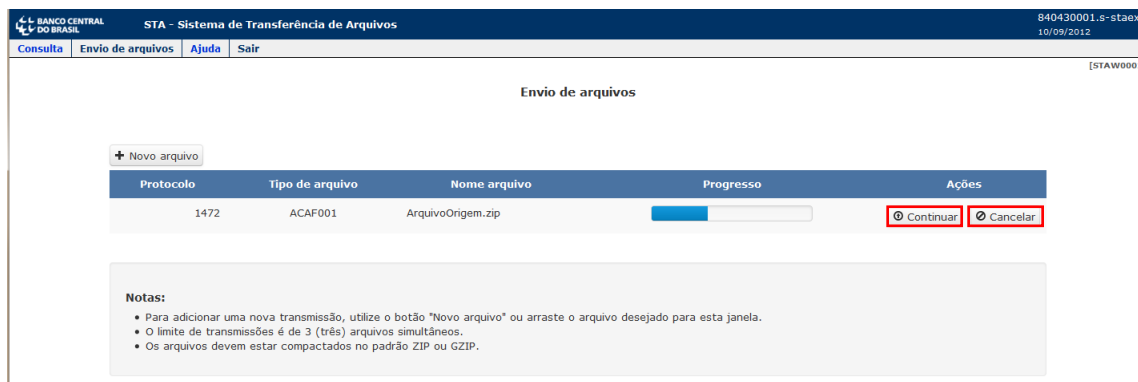 BANCO CENTRAL
DO BRASIL
STA - Sistema de Transferência de Arquivos
840430001.s-staex
10/09/2012
Consulta Envio de arquivos Ajuda Sair
[STAW000
Envio de arquivos
Novo arquivo
Protocolo Tipo de arquivo Nome arquivo Progresso Ações
1472 ACAF001 ArquivoOrigem.zip Continuar Cancelar
Notas:
• Para adicionar uma nova transmissão, utilize o botão "Novo arquivo" ou arraste o arquivo desejado para esta janela.
• O limite de transmissões é de 3 (três) arquivos simultâneos.
• Os arquivos devem estar compactados no padrão ZIP ou GZIP.